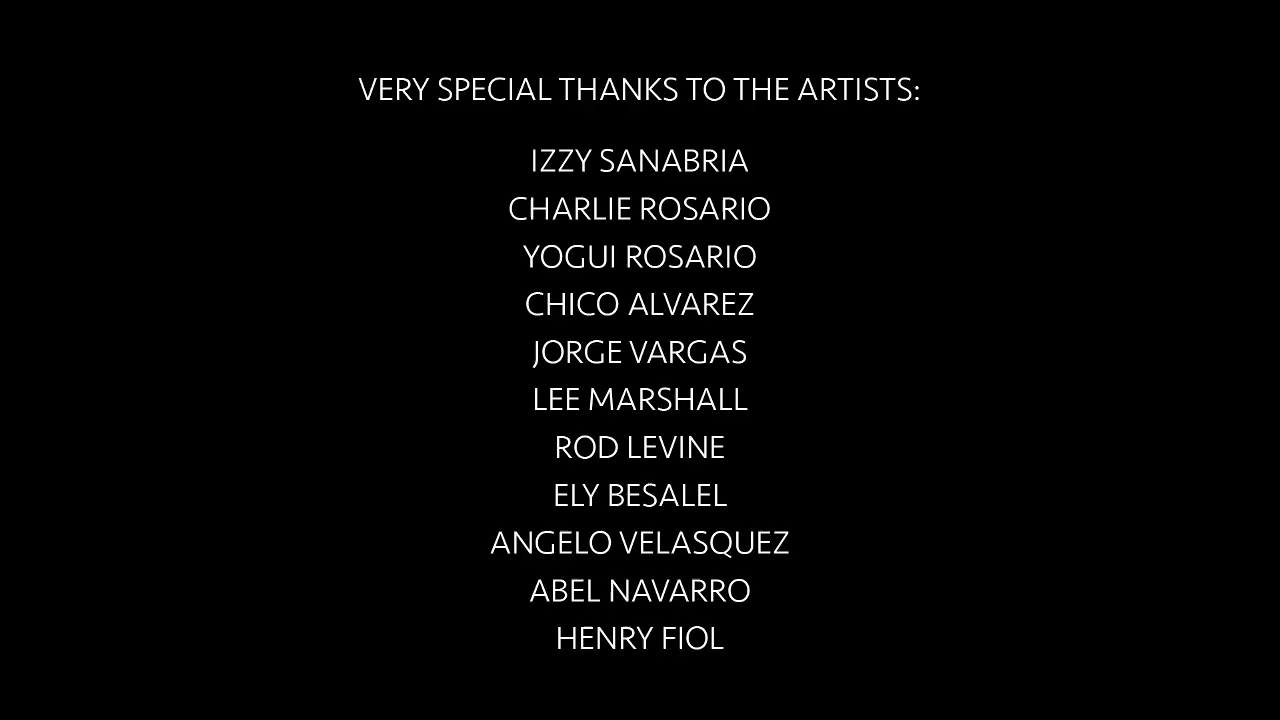 VERY SPECIAL THANKS TO THE ARTISTS:
IZZY SANABRIA
CHARLIE ROSARIO
YOGUI ROSARIO
CHICO ALVAREZ
JORGE VARGAS
LEE MARSHALL
ROD LEVINE
ELY BESALEL
ANGELO VELASQUEZ
ABEL NAVARRO
HENRY FIOL